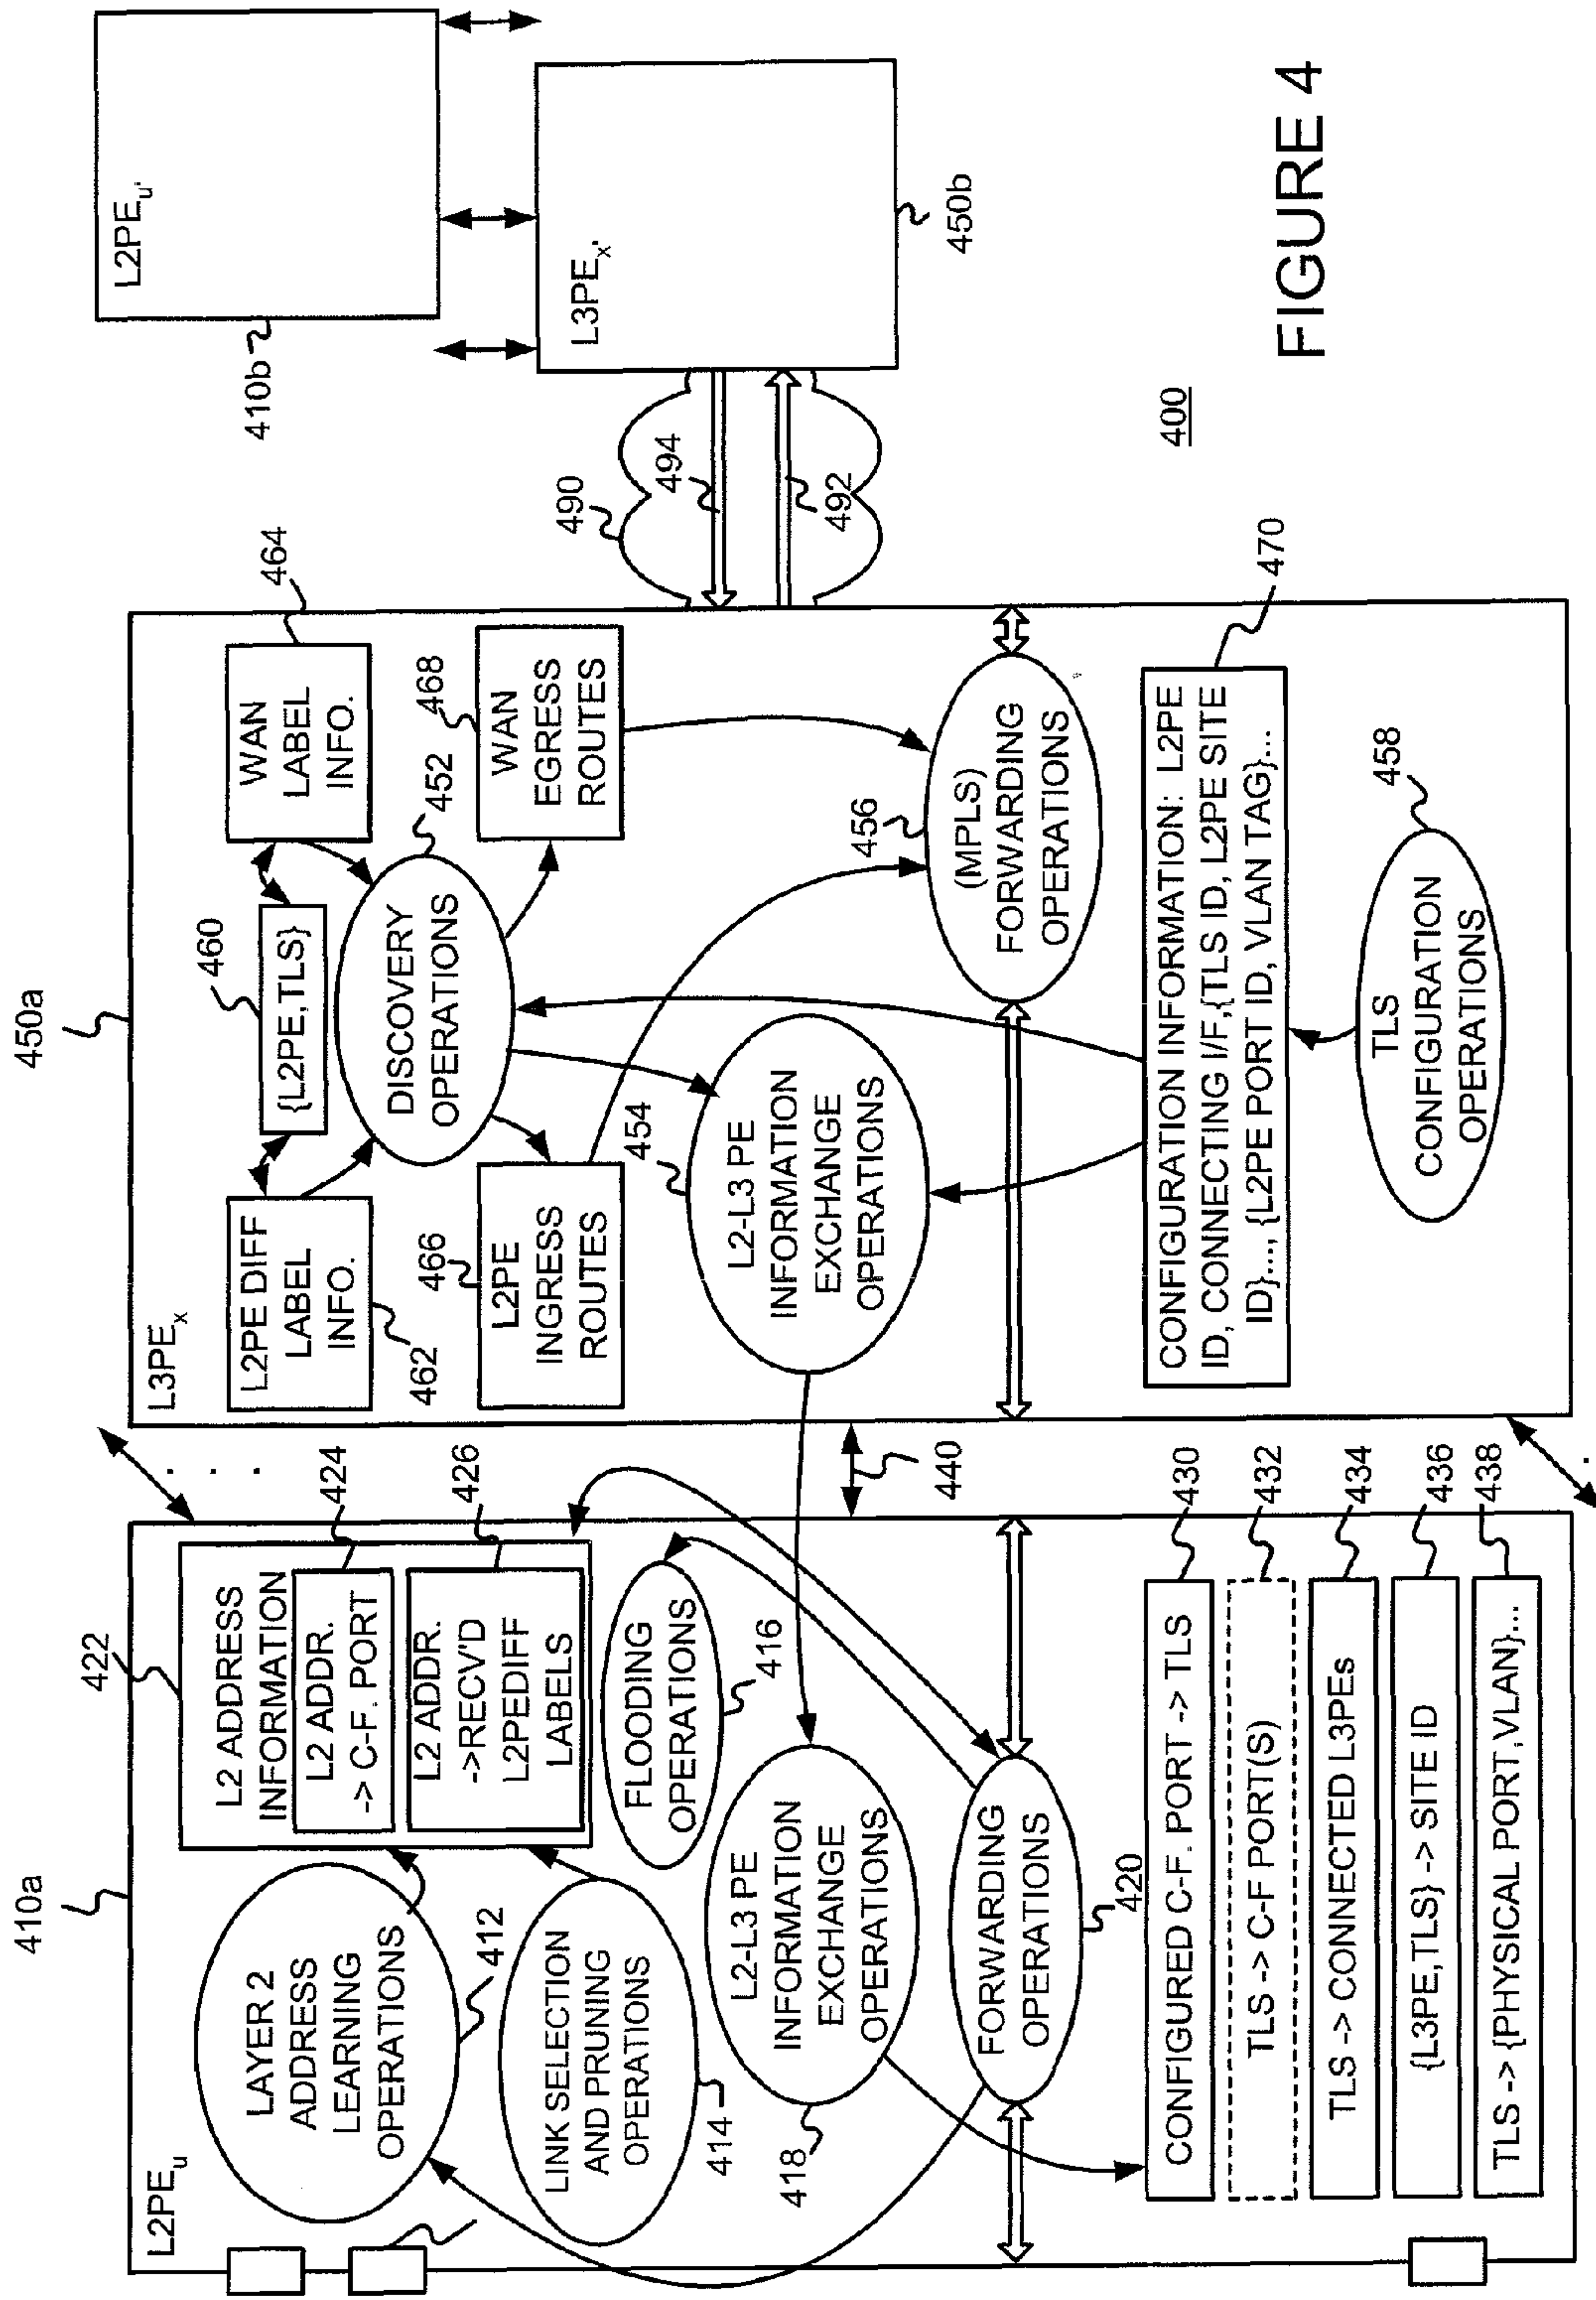 410a
L2PEu
LAYER 2
ADDRESS
LEARNING
OPERATIONS
412
422
L2 ADDRESS
INFORMATION
L2 ADDR.
-> C-F. PORT
424
L2 ADDR.
->RECV'D
L2PEDIFF
LABELS
426
LINK SELECTION
AND PRUNING
OPERATIONS
414
FLOODING
OPERATIONS
416
L2-L3 PE
INFORMATION
EXCHANGE
OPERATIONS
418
FORWARDING
OPERATIONS
420
CONFIGURED C-F. PORT -> TLS
430
TLS -> C-F PORT(S)
432
TLS -> CONNECTED L3PEs
434
{L3PE,TLS} -> SITE ID
436
TLS -> {PHYSICAL PORT,VLAN}...
438
440
450a
L3PEx
L2PE DIFF
LABEL
INFO.
462
460
{L2PE,TLS}
WAN
LABEL
INFO.
464
DISCOVERY
OPERATIONS
452
466
L2PE
INGRESS
ROUTES
468
WAN
EGRESS
ROUTES
454
L2-L3 PE
INFORMATION
EXCHANGE
OPERATIONS
456
(MPLS)
FORWARDING
OPERATIONS
CONFIGURATION INFORMATION: L2PE
ID, CONNECTING I/F,{TLS ID, L2PE SITE
ID}..., {L2PE PORT ID, VLAN TAG}...
470
TLS
CONFIGURATION
OPERATIONS
458
490
494
492
L2PEu'
410b
L3PEx'
450b
400
FIGURE 4